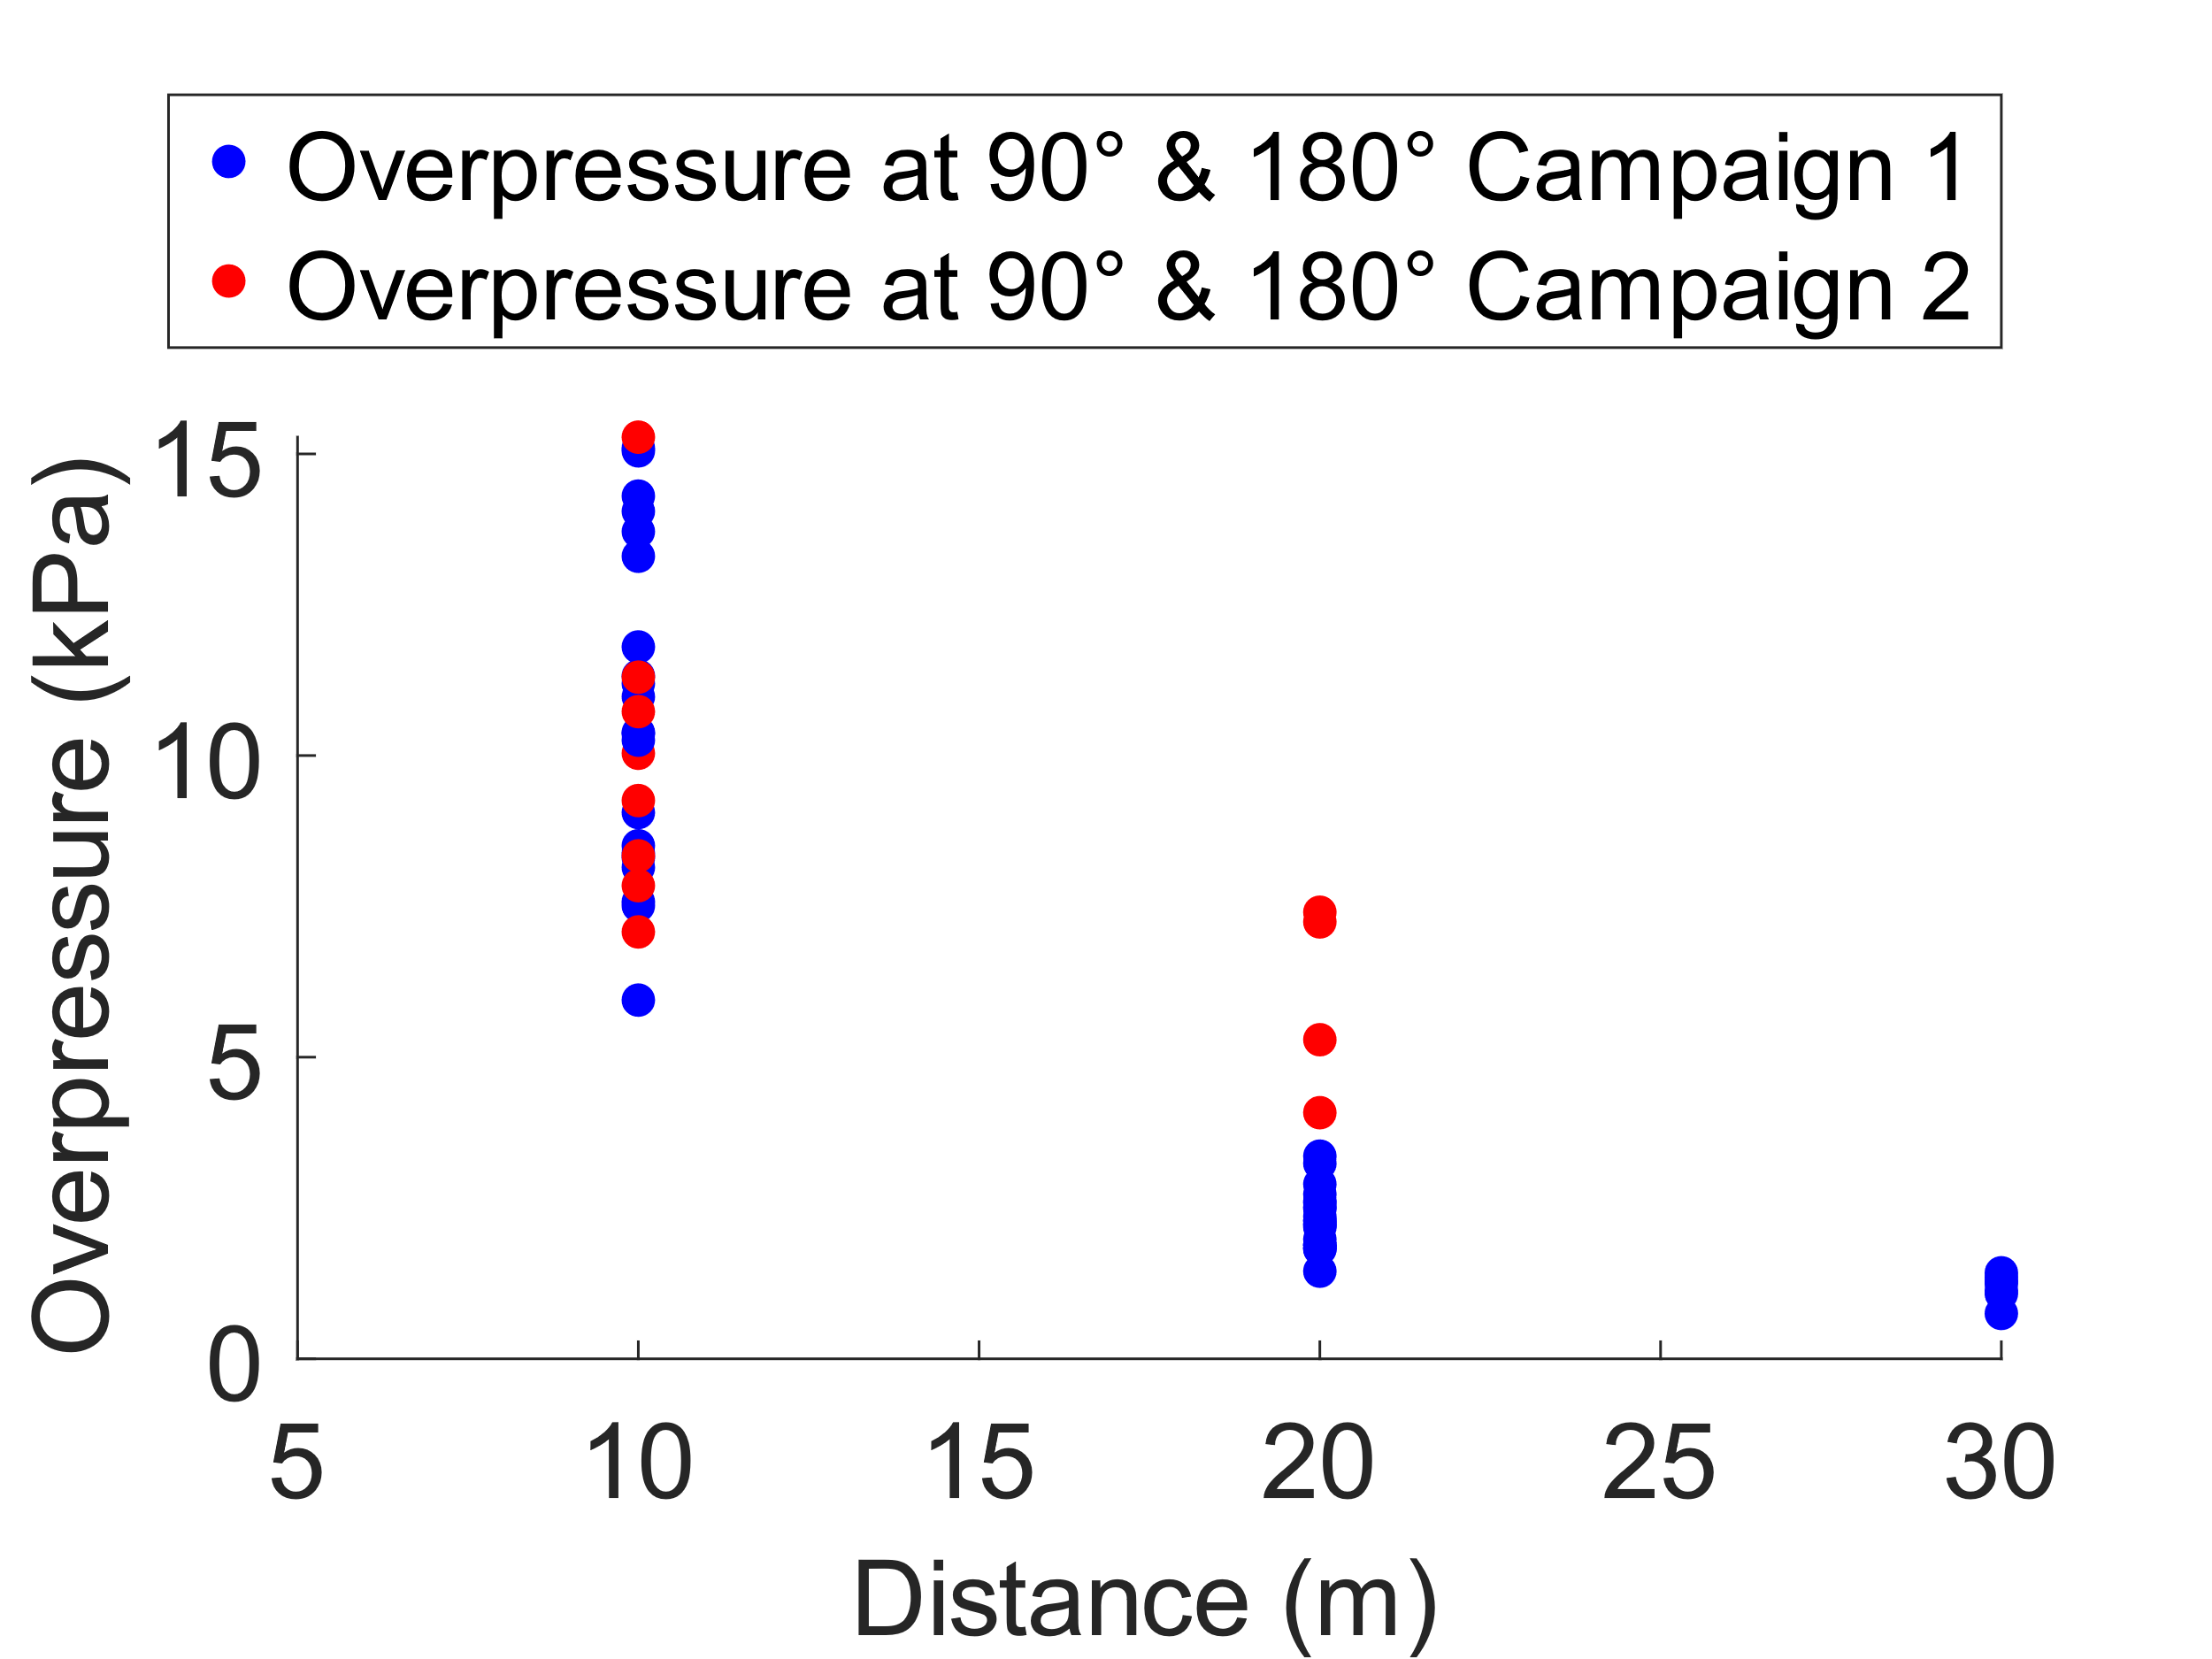 Overpressure at 90° & 180° Campaign 1
Overpressure at 90° & 180° Campaign 2
15
10
5
0
Overpressure (kPa)
5 10 15 20 25 30
Distance (m)